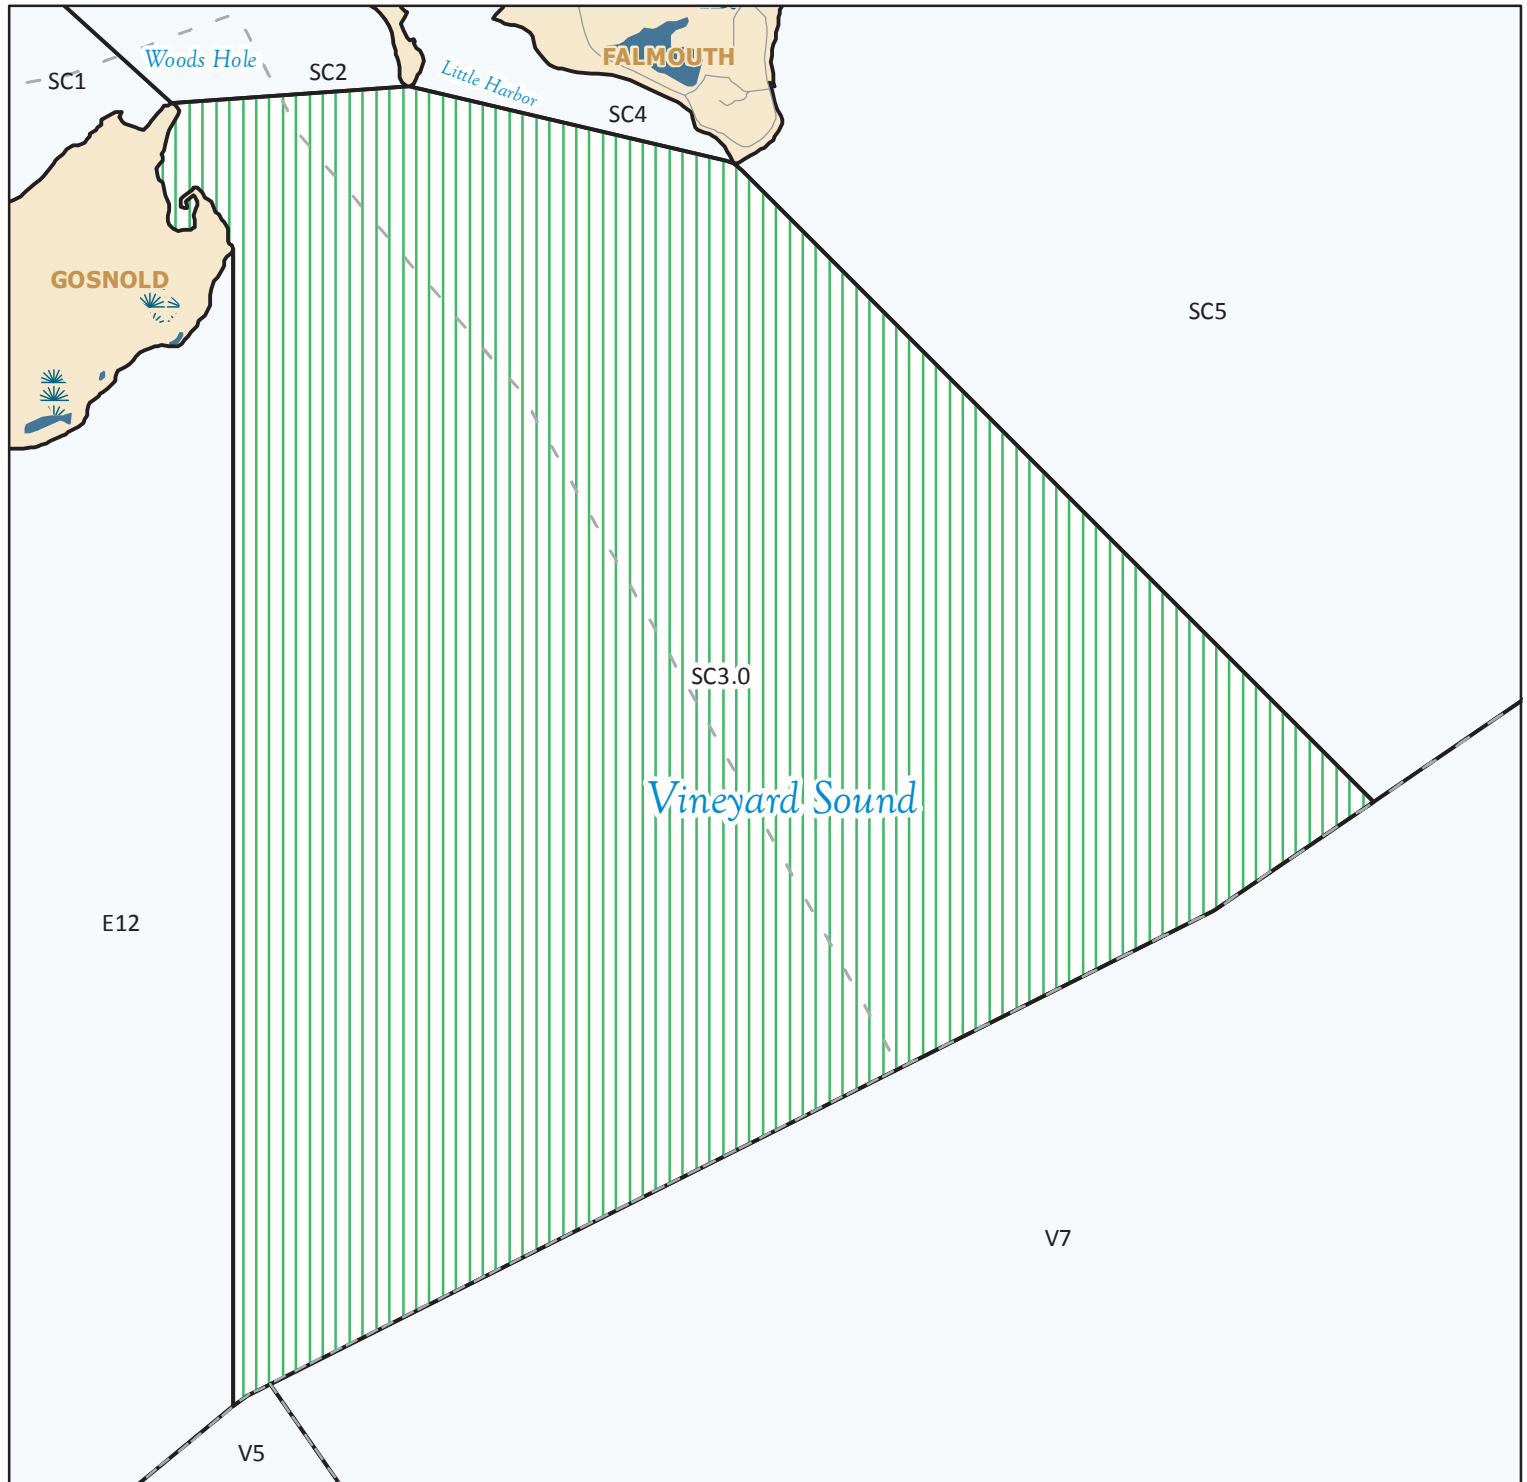 Woods Hole
SC1
SC2
Little Harbor
SC4
FALMOUTH
GOSNOLD
SC5
SC3.0
Vineyard Sound
E12
V7
V5